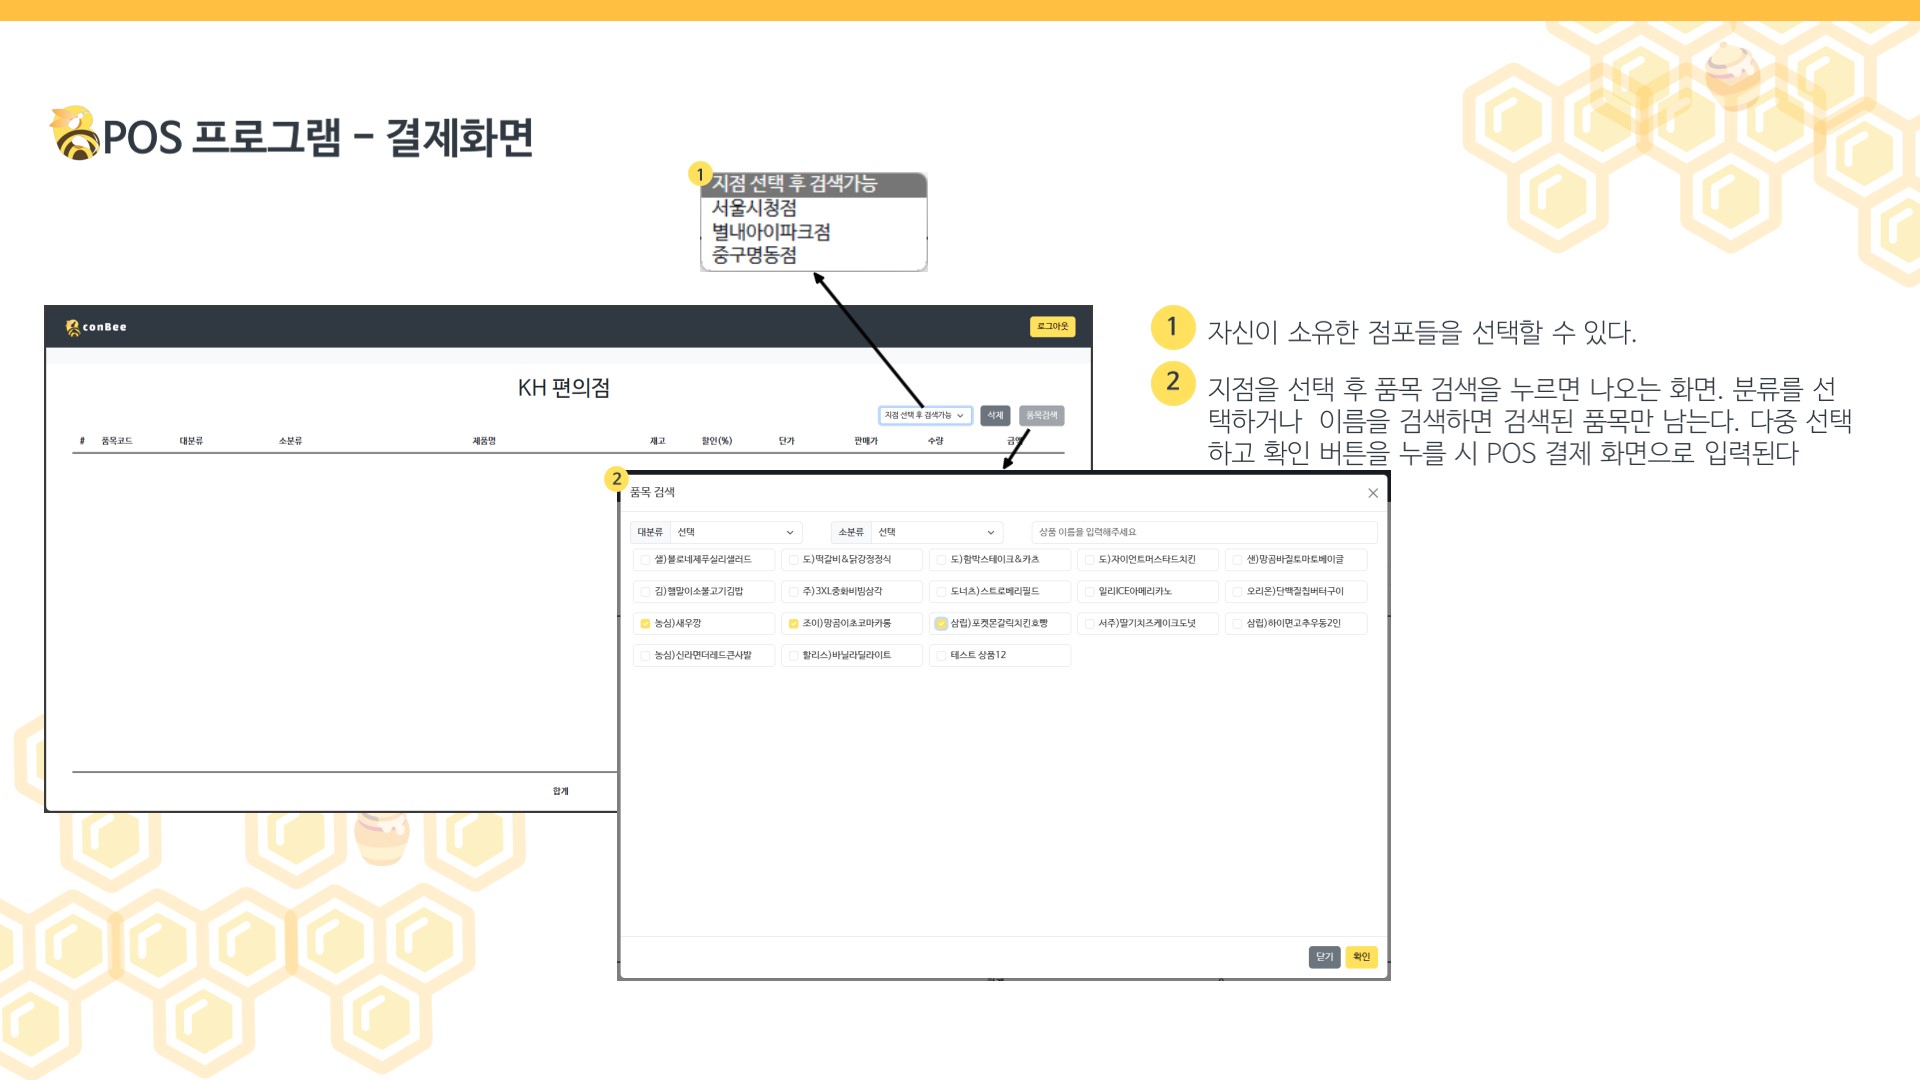 POS 프로그램 - 결제화면
1
지점 선택 후 검색가능
서울시청점
별내아이파크점
중구명동점
conBee
로그아웃
KH 편의점
지점 선택 후 검색가능 삭제 품목검색
# 품목코드 대분류 소분류 제품명 재고 할인(%) 단가 판매가 수량 금액
합계
2
품목 검색
대분류 선택 소분류 선택 상품 이름을 입력해주세요
샐)볼로네제푸실리샐러드 도)떡갈비&닭강정정식 도)함박스테이크&카츠 도)자이언트머스타드치킨 샌)망곰바질토마토베이글
김)햄말이소불고기김밥 주)3XL중화비빔삼각 도너츠)스트로베리필드 일리ICE아메리카노 오리온)단백질칩버터구이
농심)새우깡 조이)망곰이초코마카롱 삼립)포켓몬갈릭치킨호빵 서주)딸기치즈케이크도넛 삼립)하이면고추우동2인
농심)신라면더레드큰사발 할리스)바닐라딜라이트 테스트 상품12
닫기 확인
1 자신이 소유한 점포들을 선택할 수 있다.
2 지점을 선택 후 품목 검색을 누르면 나오는 화면. 분류를 선
택하거나 이름을 검색하면 검색된 품목만 남는다. 다중 선택
하고 확인 버튼을 누를 시 POS 결제 화면으로 입력된다